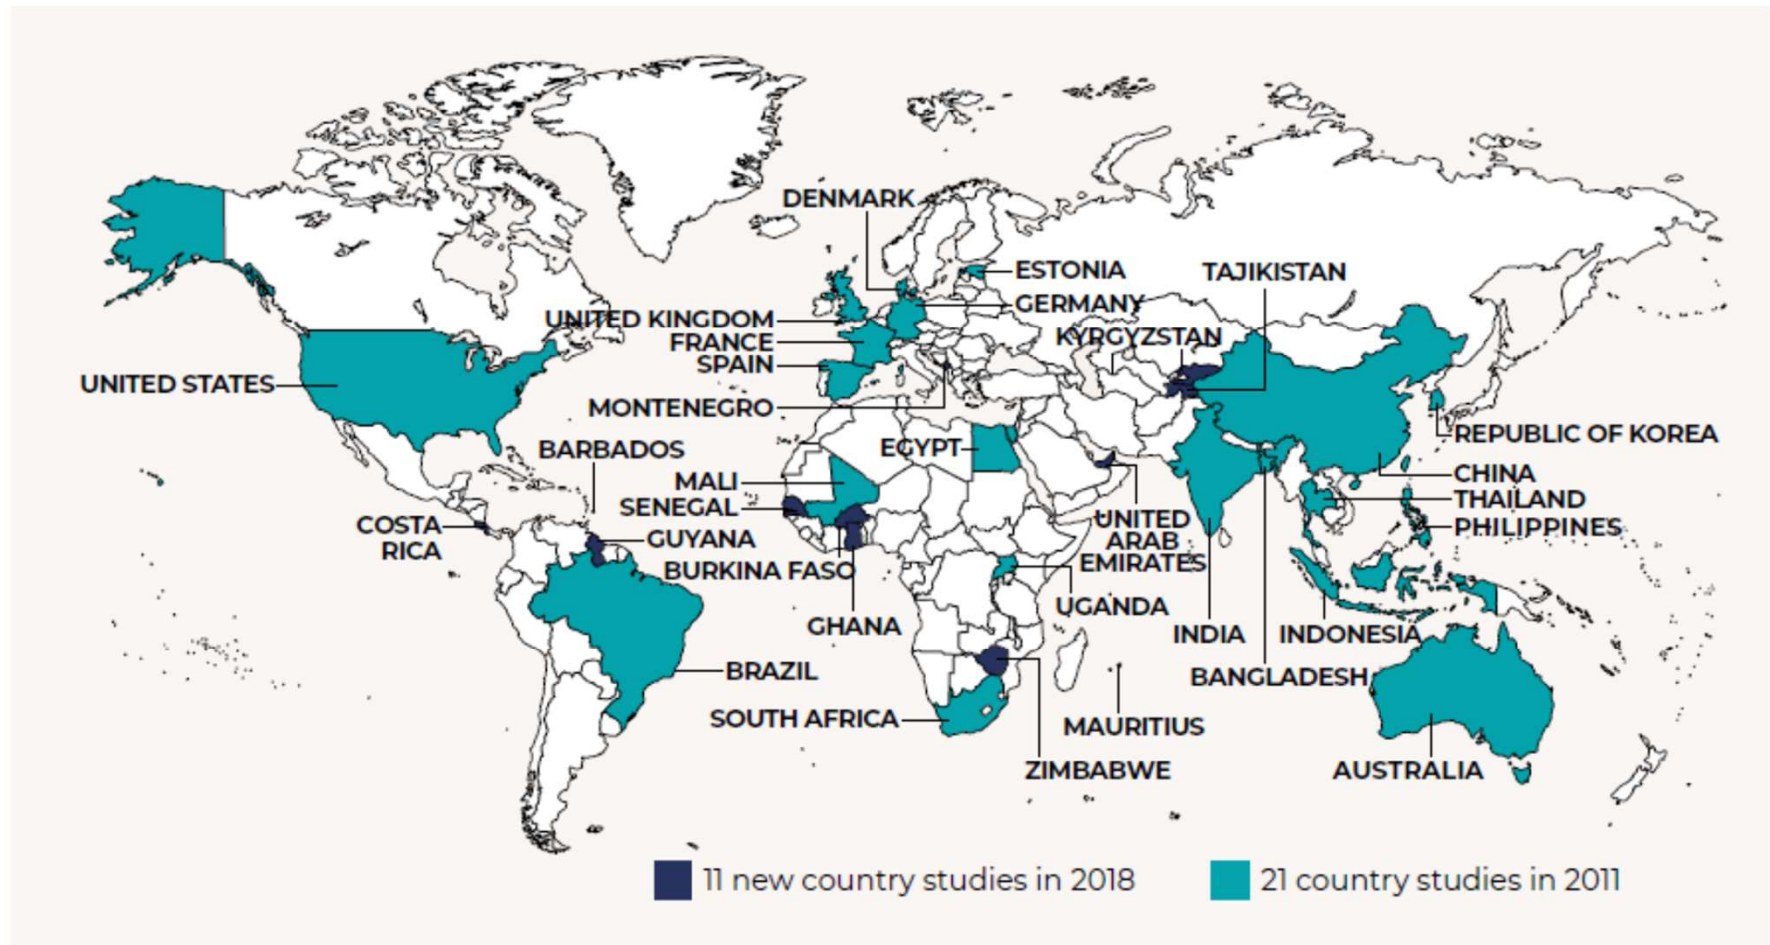 DENMARK
ESTONIA
TAJIKISTAN
GERMANY
UNITED KINGDOM
KYRGYZSTAN
FRANCE
SPAIN
UNITED STATES
MONTENEGRO
REPUBLIC OF KOREA
BARBADOS
EGYPT
CHINA
MALI
THAILAND
SENEGAL
PHILIPPINES
COSTA
RICA
UNITED
ARAB
EMIRATES
GUYANA
BURKINA FASO
UGANDA
GHANA
INDIA
INDONESIA
BRAZIL
BANGLADESH
SOUTH AFRICA
MAURITIUS
ZIMBABWE
AUSTRALIA
11 new country studies in 2018
21 country studies in 2011